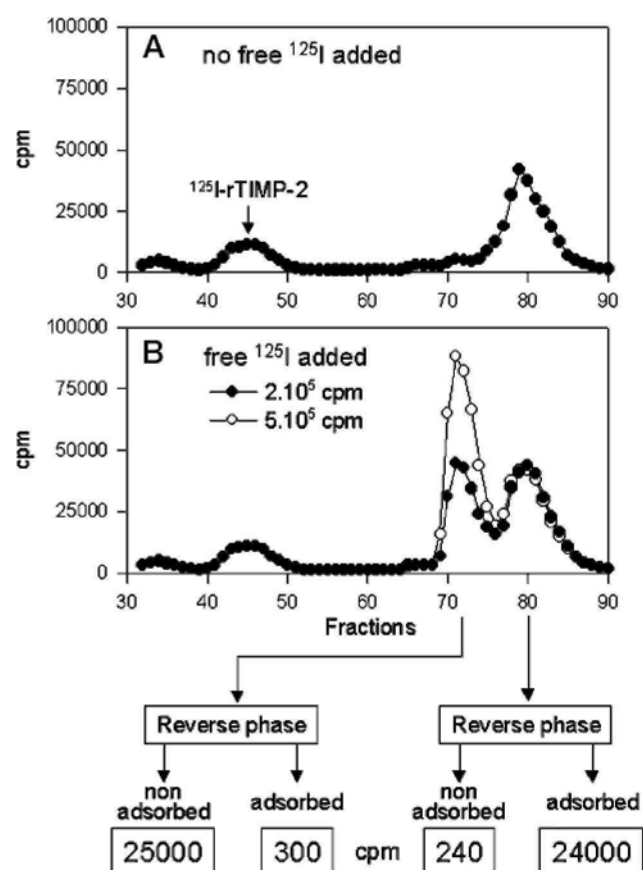 100000
A
no free ¹²⁵I added
75000
cpm
50000
¹²⁵I-rTIMP-2
25000
0
30 40 50 60 70 80 90
100000
B
free ¹²⁵I added
75000
2.10⁵ cpm
5.10⁵ cpm
cpm
50000
25000
0
30 40 50 60 70 80 90
Fractions
Reverse phase Reverse phase
non adsorbed adsorbed non adsorbed adsorbed
25000 300 cpm 240 24000